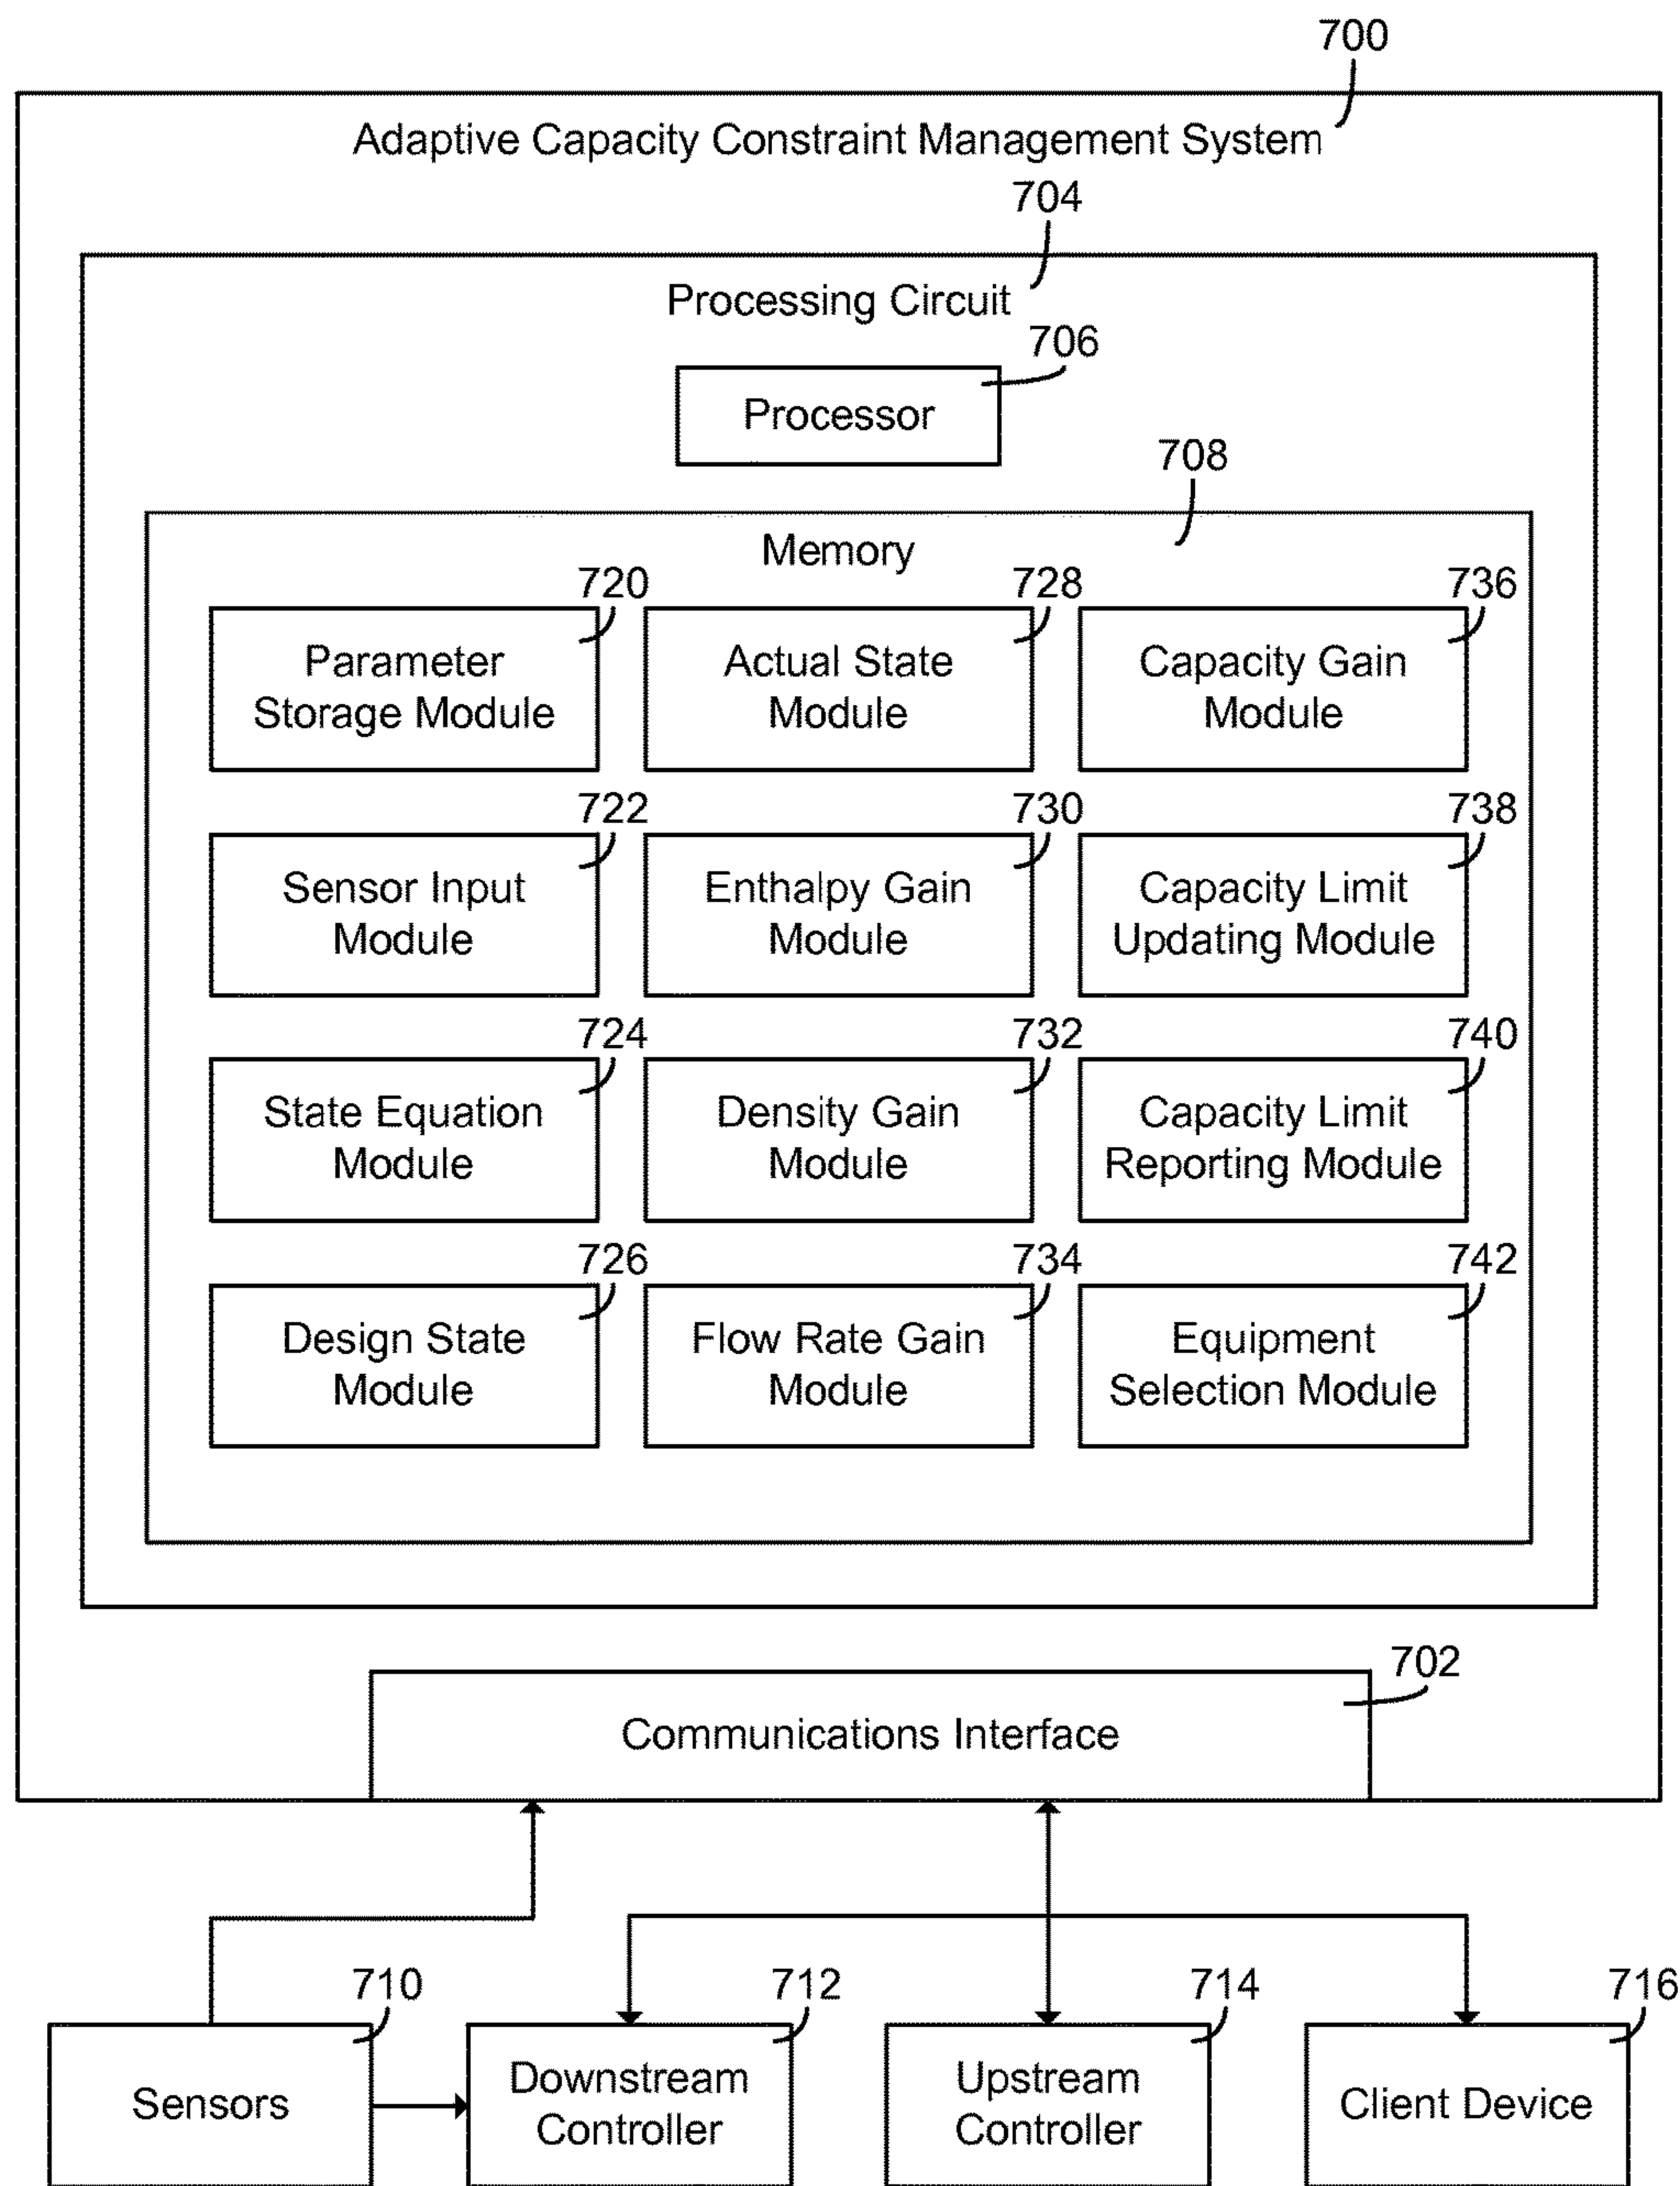 700
Adaptive Capacity Constraint Management System
704
Processing Circuit
706
Processor
708
Memory
720
Parameter
Storage Module
728
Actual State
Module
736
Capacity Gain
Module
722
Sensor Input
Module
730
Enthalpy Gain
Module
738
Capacity Limit
Updating Module
724
State Equation
Module
732
Density Gain
Module
740
Capacity Limit
Reporting Module
726
Design State
Module
734
Flow Rate Gain
Module
742
Equipment
Selection Module
702
Communications Interface
710
Sensors
712
Downstream
Controller
714
Upstream
Controller
716
Client Device